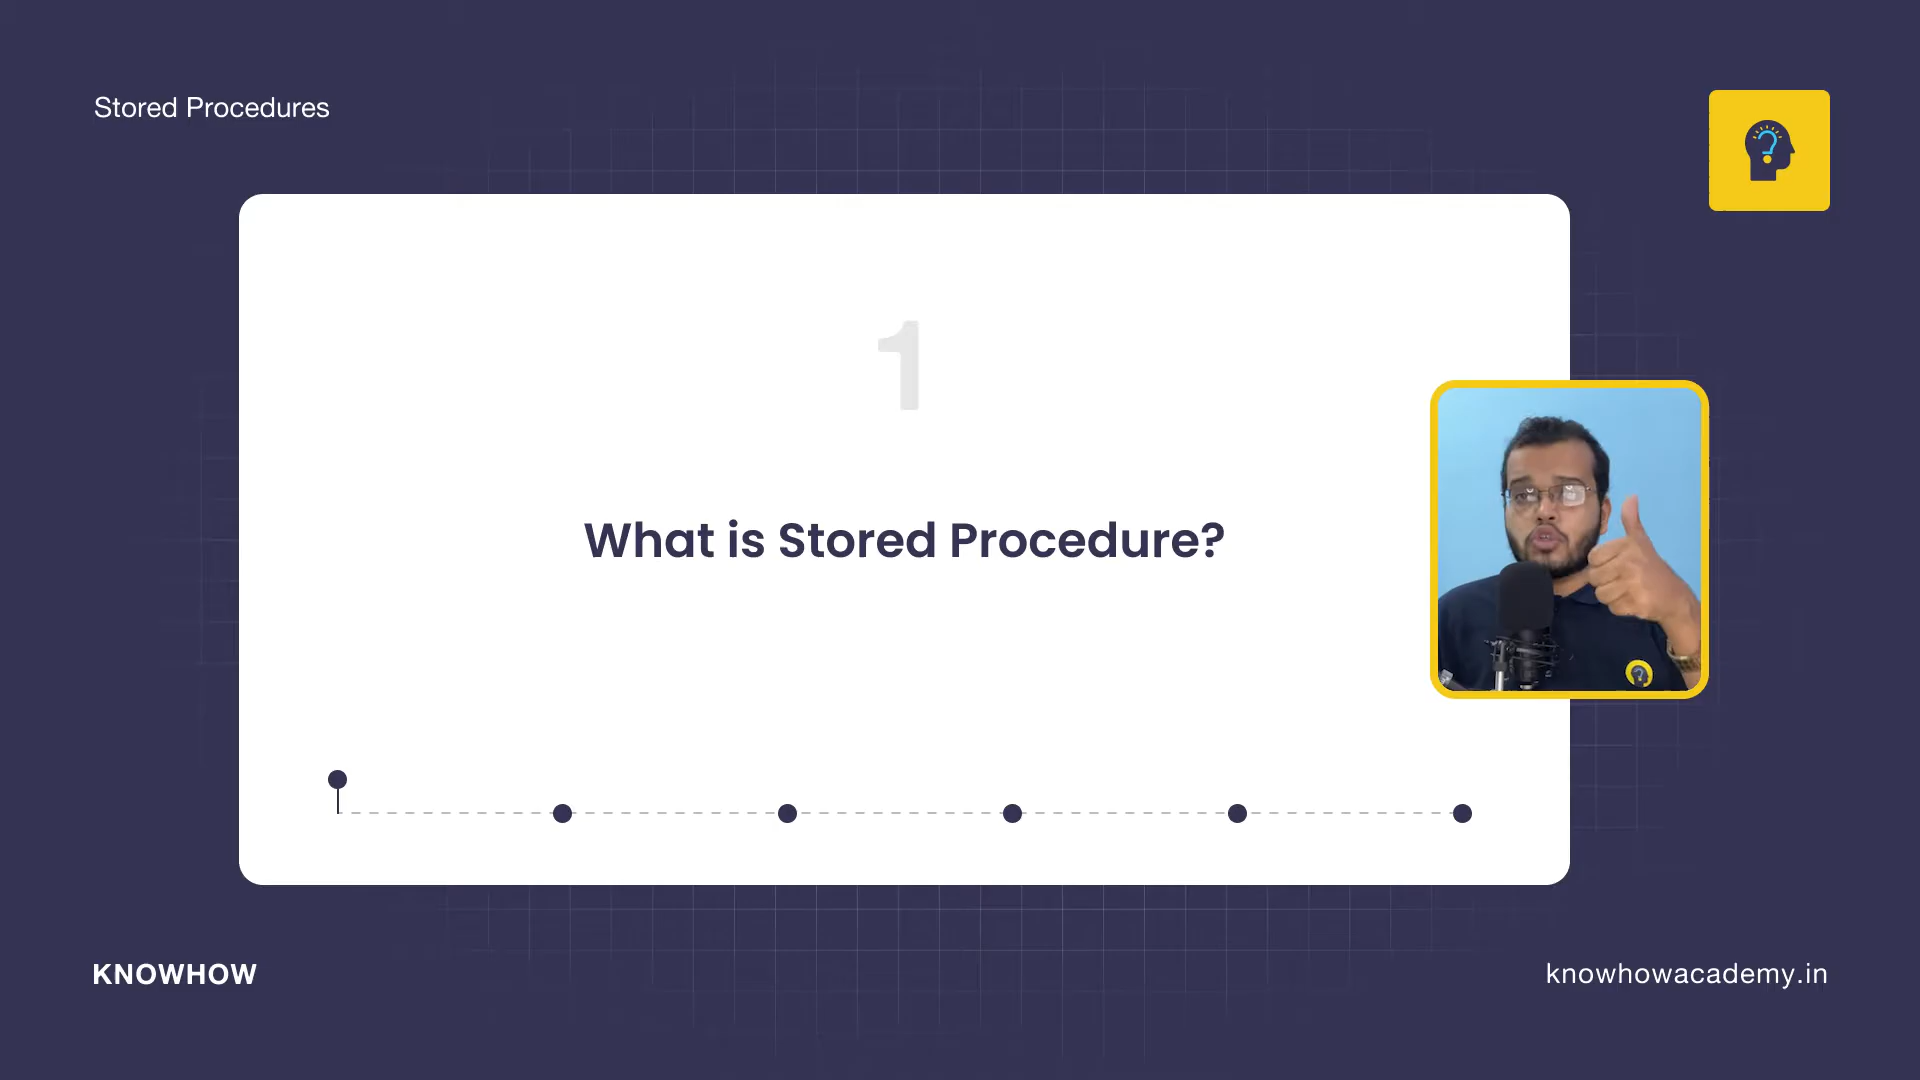 Stored Procedures
1
What is Stored Procedure?
KNOWHOW
knowhowacademy.in